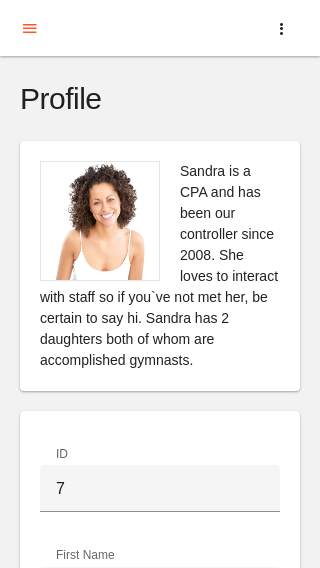 Profile
Sandra is a
CPA and has
been our
controller since
2008. She
loves to interact
with staff so if you`ve not met her, be
certain to say hi. Sandra has 2
daughters both of whom are
accomplished gymnasts.
ID
7
First Name